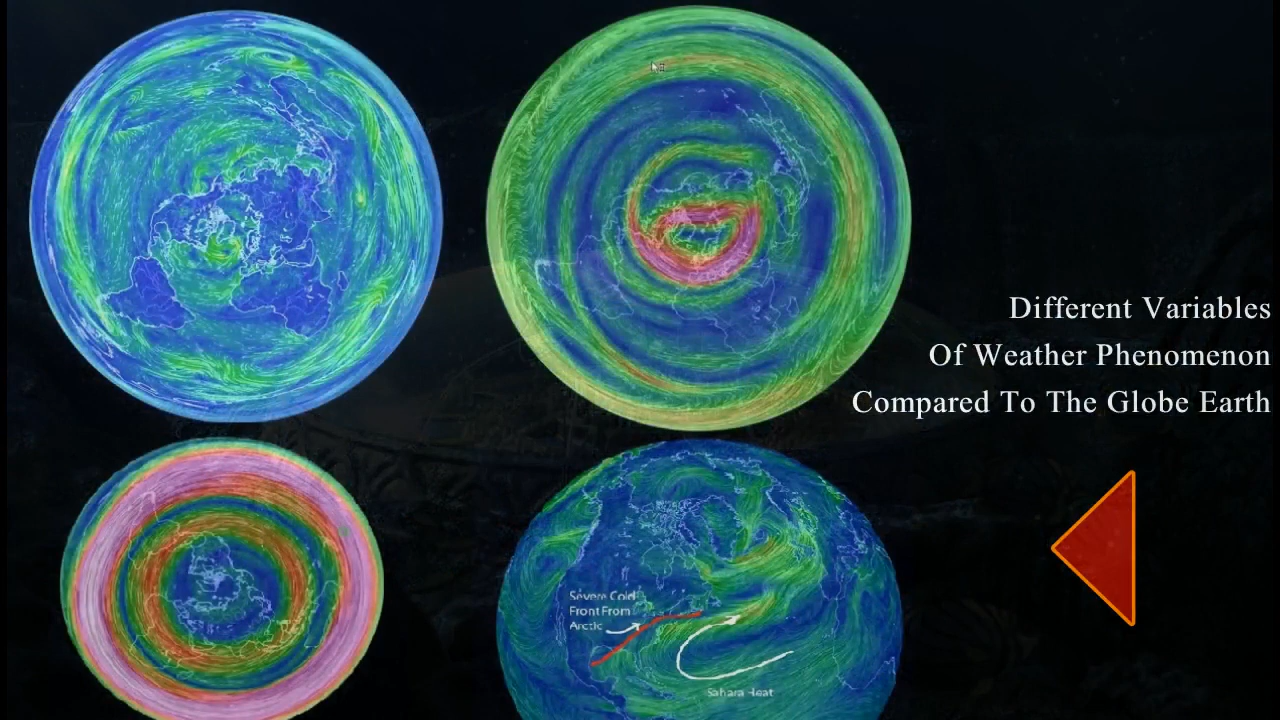 Different Variables
Of Weather Phenomenon
Compared To The Globe Earth
Severe Cold
Front From
Arctic
Sahara Heat